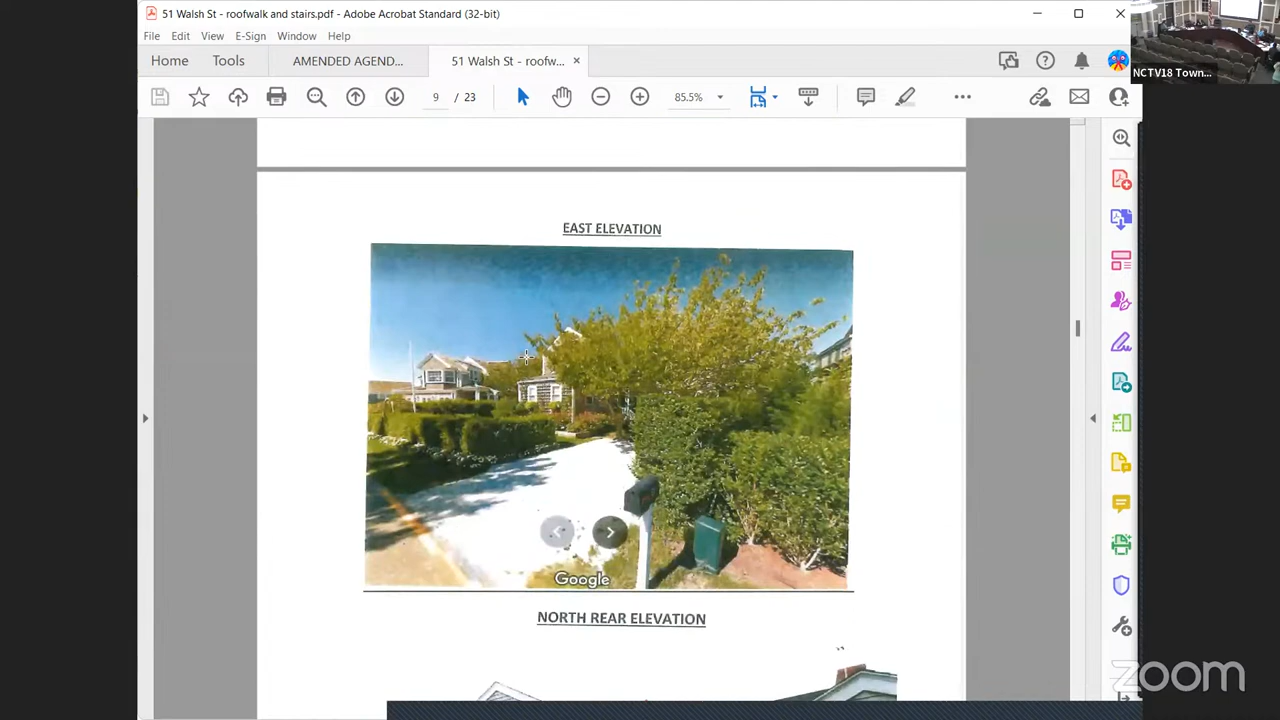 51 Walsh St - roofwalk and stairs.pdf - Adobe Acrobat Standard (32-bit)
File Edit View E-Sign Window Help
Home Tools AMENDED AGEND... 51 Walsh St - roofw...
9 / 23 85.5%
NCTV18 Town...
EAST ELEVATION
Google
NORTH REAR ELEVATION
zoom